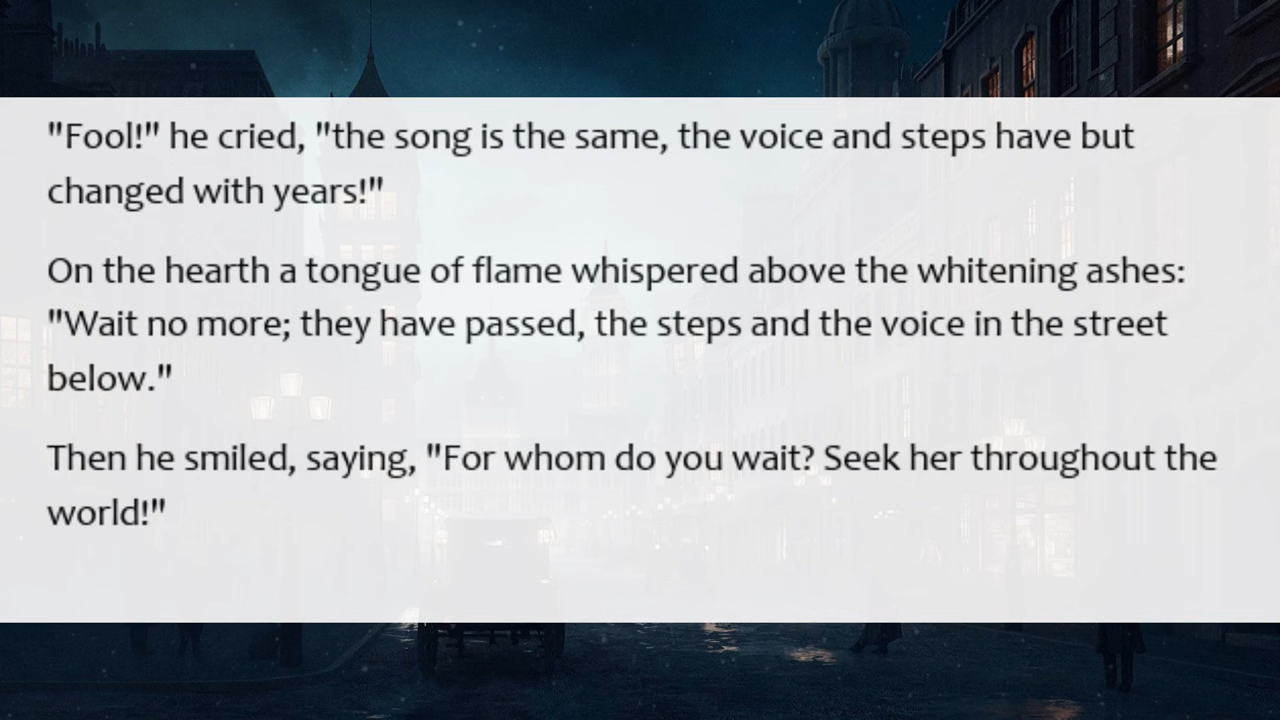 "Fool!" he cried, "the song is the same, the voice and steps have but
changed with years!"
On the hearth a tongue of flame whispered above the whitening ashes:
"Wait no more; they have passed, the steps and the voice in the street
below."
Then he smiled, saying, "For whom do you wait? Seek her throughout the
world!"